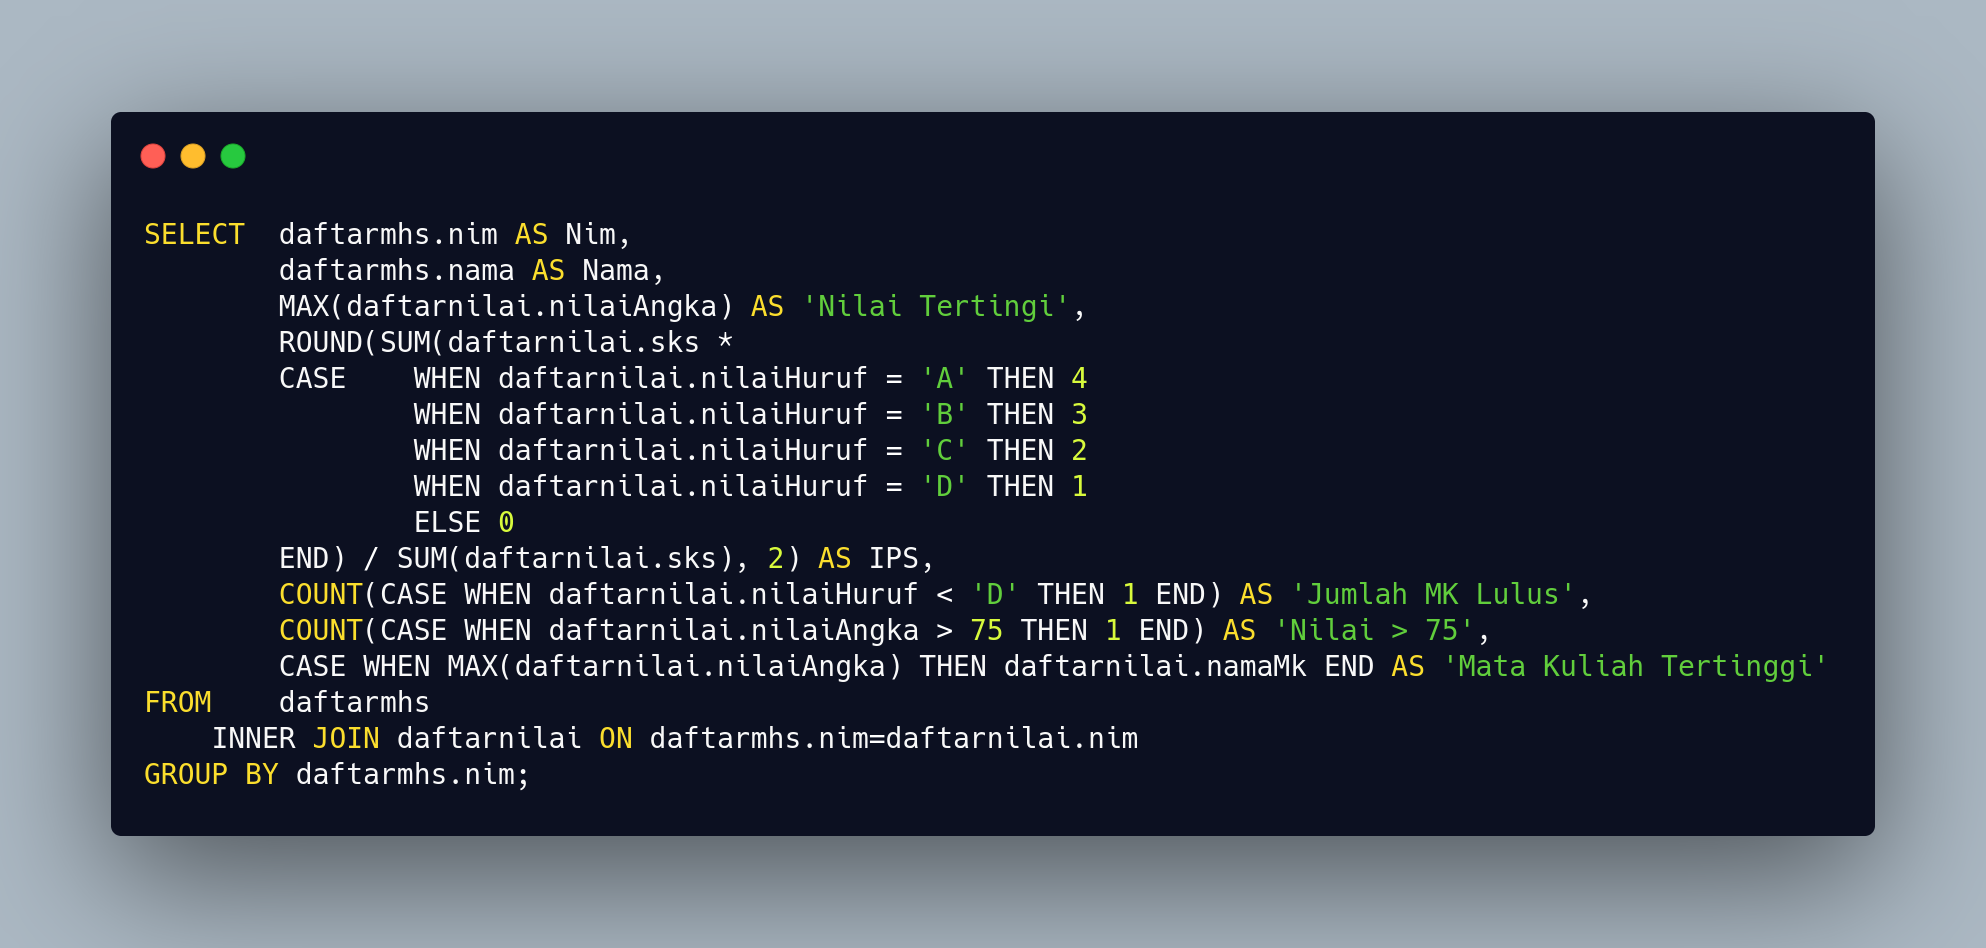 SELECT  daftarmhs.nim AS Nim,
        daftarmhs.nama AS Nama,
        MAX(daftarnilai.nilaiAngka) AS 'Nilai Tertingi',
        ROUND(SUM(daftarnilai.sks *
        CASE    WHEN daftarnilai.nilaiHuruf = 'A' THEN 4
                WHEN daftarnilai.nilaiHuruf = 'B' THEN 3
                WHEN daftarnilai.nilaiHuruf = 'C' THEN 2
                WHEN daftarnilai.nilaiHuruf = 'D' THEN 1
                ELSE 0
        END) / SUM(daftarnilai.sks), 2) AS IPS,
        COUNT(CASE WHEN daftarnilai.nilaiHuruf < 'D' THEN 1 END) AS 'Jumlah MK Lulus',
        COUNT(CASE WHEN daftarnilai.nilaiAngka > 75 THEN 1 END) AS 'Nilai > 75',
        CASE WHEN MAX(daftarnilai.nilaiAngka) THEN daftarnilai.namaMk END AS 'Mata Kuliah Tertinggi'
FROM    daftarmhs
    INNER JOIN daftarnilai ON daftarmhs.nim=daftarnilai.nim
GROUP BY daftarmhs.nim;